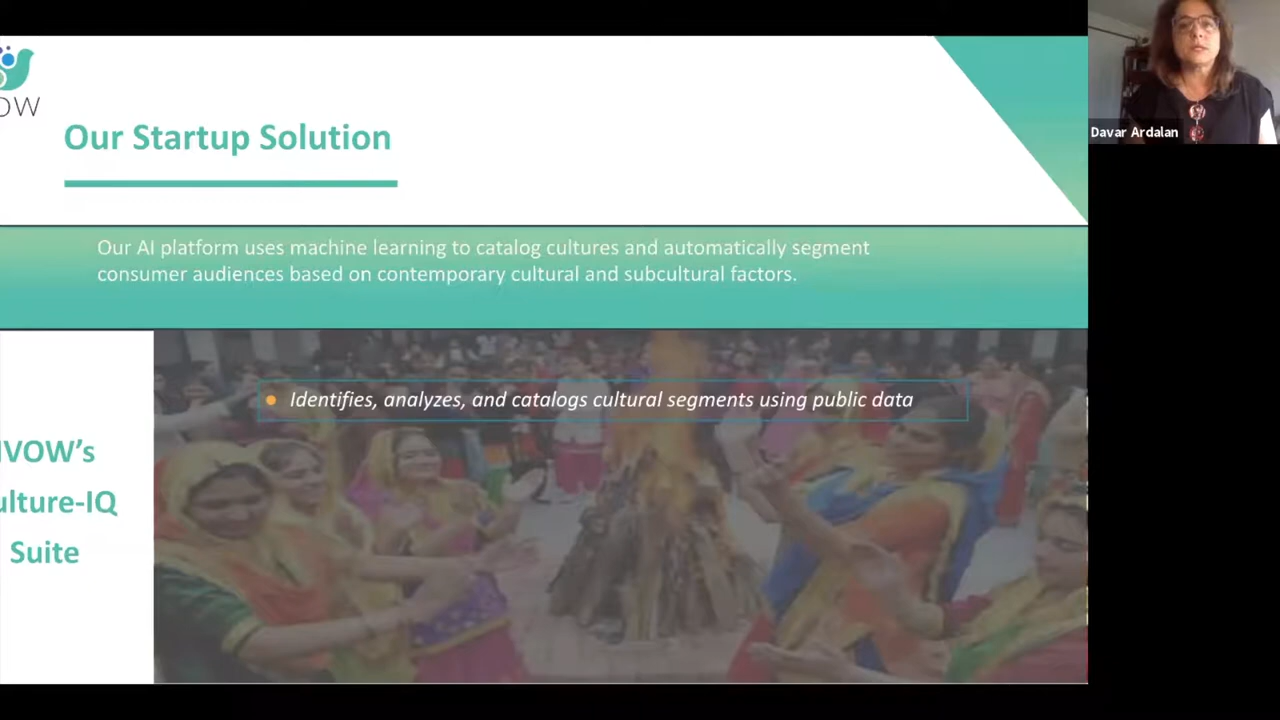 OW
Our Startup Solution
Davar Ardalan
Our AI platform uses machine learning to catalog cultures and automatically segment
consumer audiences based on contemporary cultural and subcultural factors.
Identifies, analyzes, and catalogs cultural segments using public data
IVOW’s
ulture-IQ
Suite